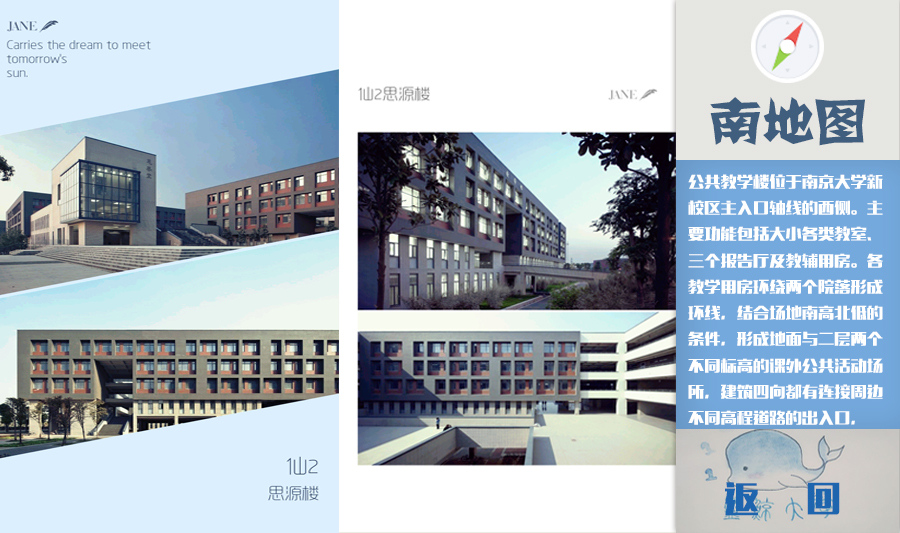 JANE
Carries the dream to meet
tomorrow's
sun.
仙2
思源楼
仙2思源楼
JANE
南地图
公共教学楼位于南京大学新
校区主入口轴线的西侧。主
要功能包括大小各类教室、
三个报告厅及教辅用房。各
教学用房环绕两个院落形成
环线，结合场地南高北低的
条件，形成地面与二层两个
不同标高的课外公共活动场
所，建筑四向都有连接周边
不同高程道路的出入口，
返 回